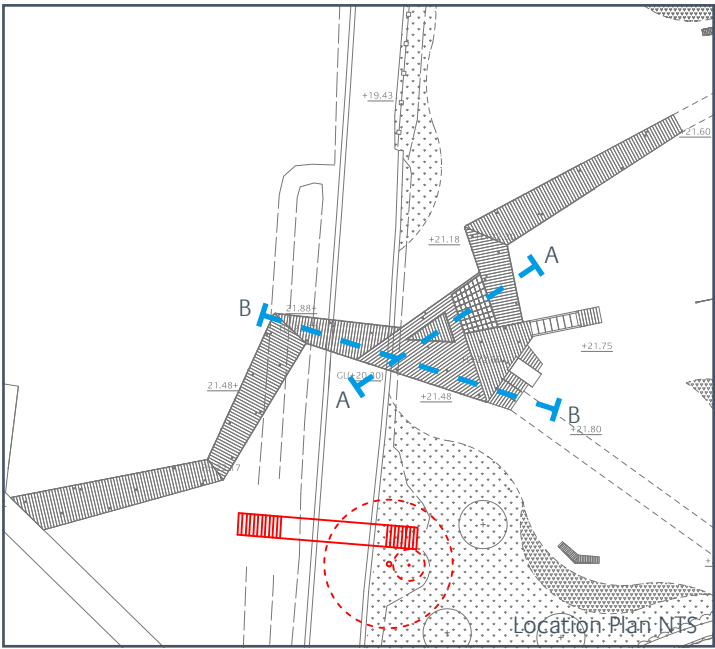 +19.43
+21.60
A
+21.18
B
21.88+
+21.75
GL(+20.30)
21.48+
A
+21.48
B
+21.80
Location Plan NTS